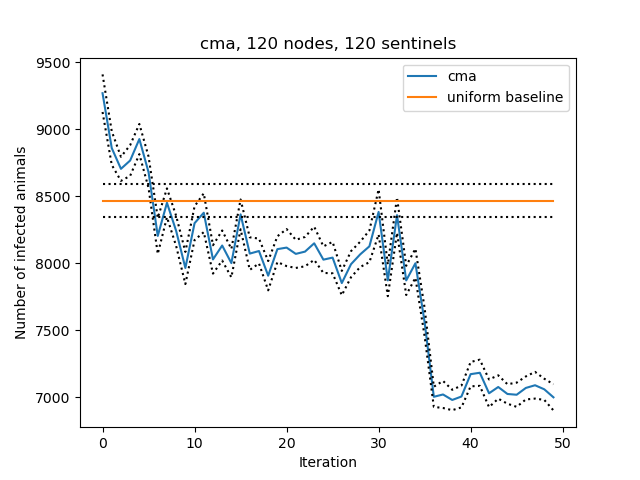 cma, 120 nodes, 120 sentinels
cma
uniform baseline
Number of infected animals
9500
9000
8500
8000
7500
7000
0 10 20 30 40 50
Iteration